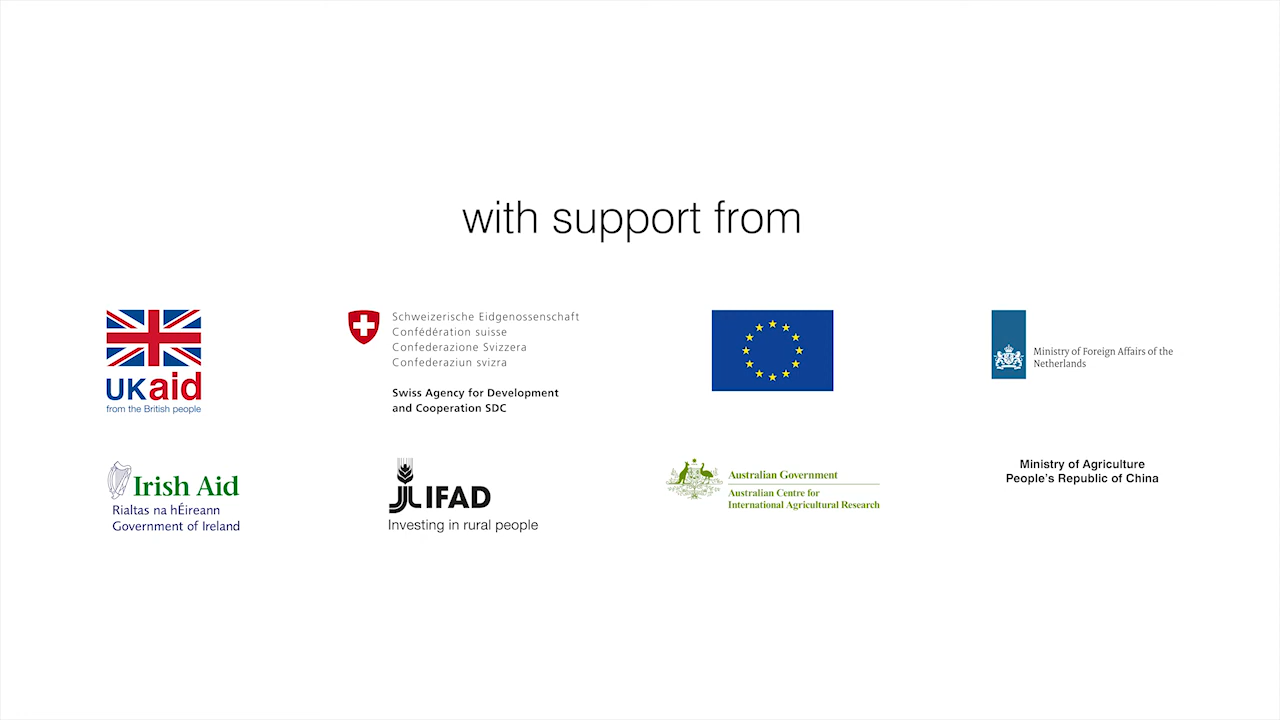 with support from
UKaid
from the British people
Schweizerische Eidgenossenschaft
Confédération suisse
Confederazione Svizzera
Confederaziun svizra
Swiss Agency for Development
and Cooperation SDC
Ministry of Foreign Affairs of the
Netherlands
Irish Aid
Rialtas na hÉireann
Government of Ireland
IFAD
Investing in rural people
Australian Government
Australian Centre for
International Agricultural Research
Ministry of Agriculture
People's Republic of China